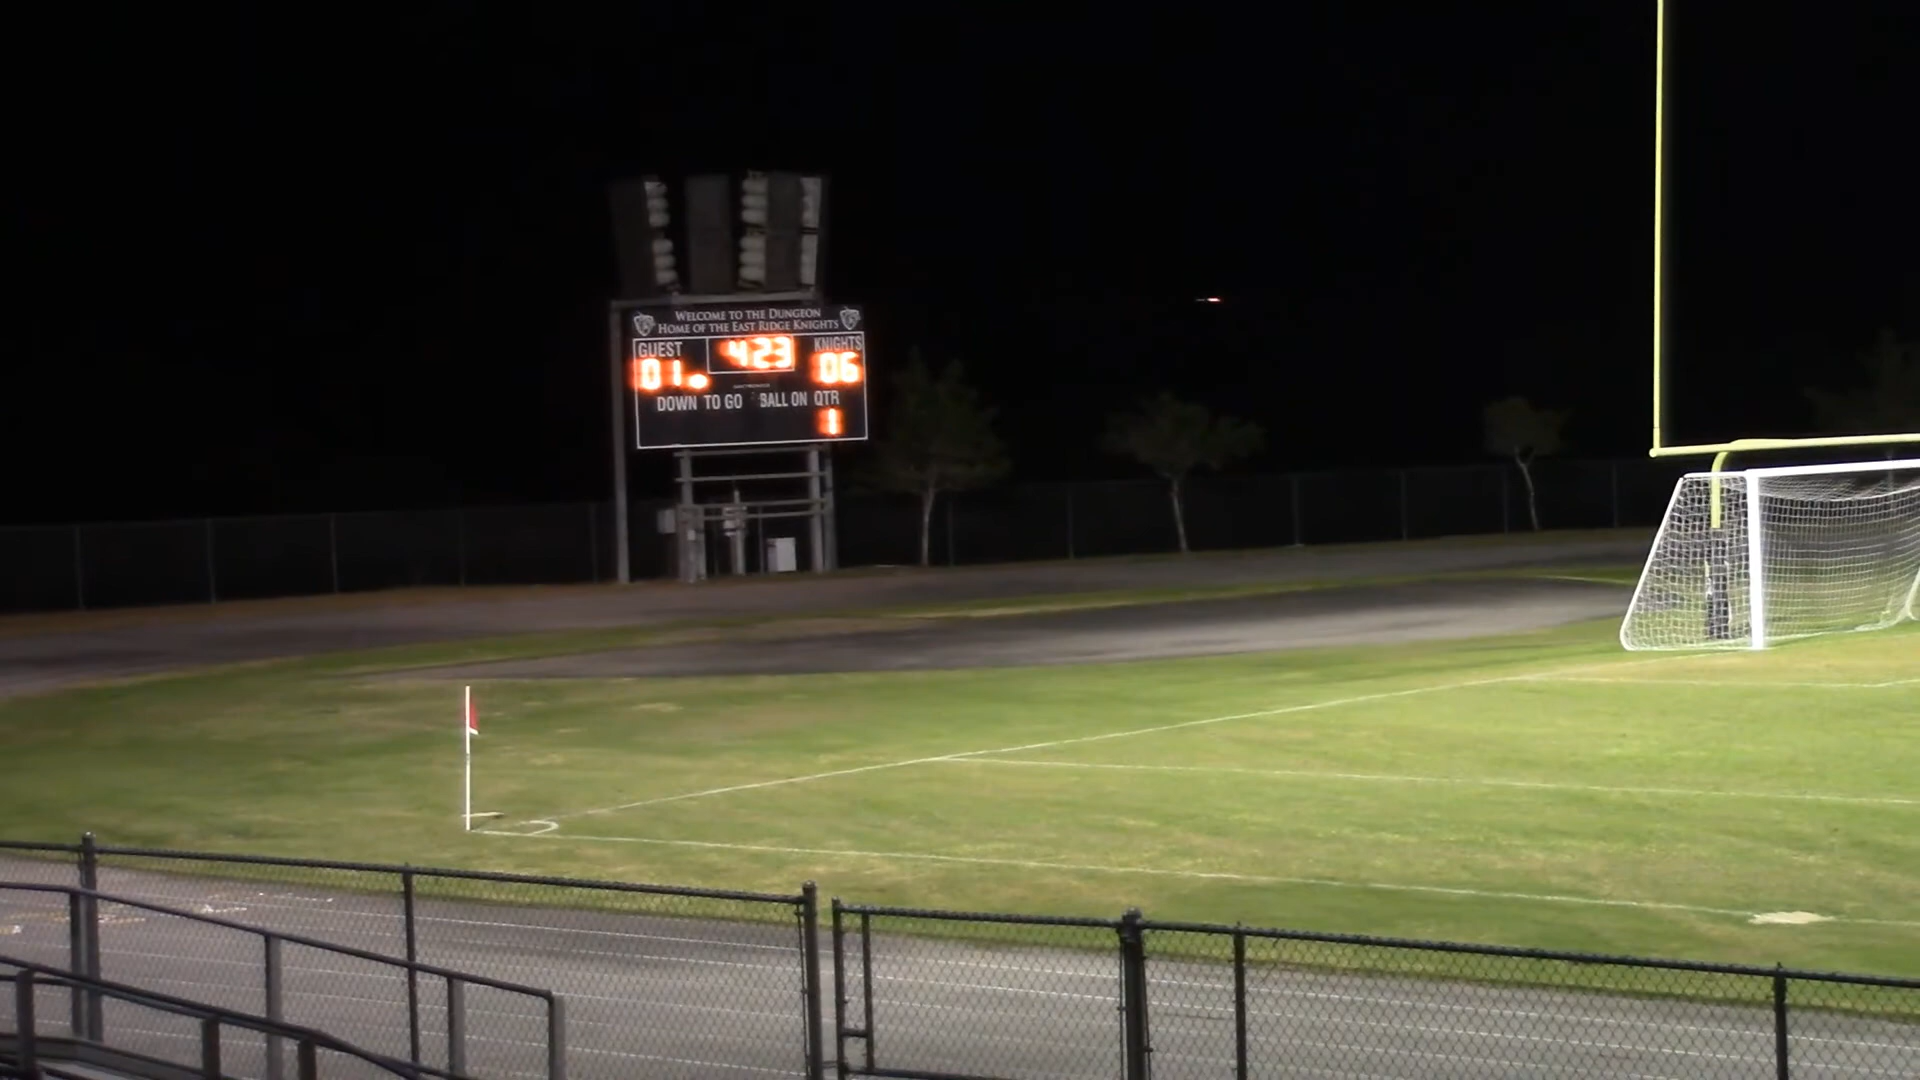 WELCOME TO THE DUNGEON
HOME OF THE EAST RIDGE KNIGHTS
GUEST 423 KNIGHTS
01 06
DOWN TO GO BALL ON QTR
1